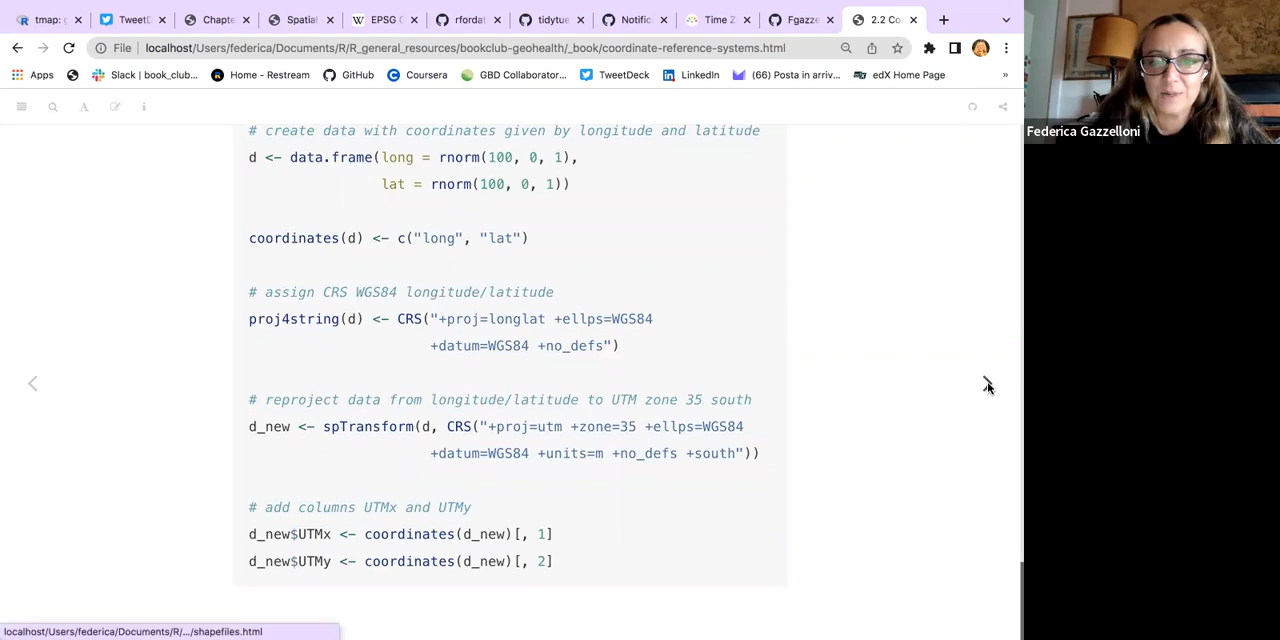 tmap: g
TweetD
Chapte
Spatial
EPSG G
rfordat
tidytue
Notific
Time Z
Fgazze
2.2 Co
File
localhost/Users/federica/Documents/R/R_general_resources/bookclub-geohealth/_book/coordinate-reference-systems.html
Apps
Slack | book_club...
Home - Restream
GitHub
Coursera
GBD Collaborator...
TweetDeck
LinkedIn
(66) Posta in arriv...
edX Home Page
»
# create data with coordinates given by longitude and latitude
d <- data.frame(long = rnorm(100, 0, 1),
lat = rnorm(100, 0, 1))
coordinates(d) <- c("long", "lat")
# assign CRS WGS84 longitude/latitude
proj4string(d) <- CRS("+proj=longlat +ellps=WGS84
+datum=WGS84 +no_defs")
# reproject data from longitude/latitude to UTM zone 35 south
d_new <- spTransform(d, CRS("+proj=utm +zone=35 +ellps=WGS84
+datum=WGS84 +units=m +no_defs +south"))
# add columns UTMx and UTMy
d_new$UTMx <- coordinates(d_new)[, 1]
d_new$UTMy <- coordinates(d_new)[, 2]
localhost/Users/federica/Documents/R/.../shapefiles.html
Federica Gazzelloni